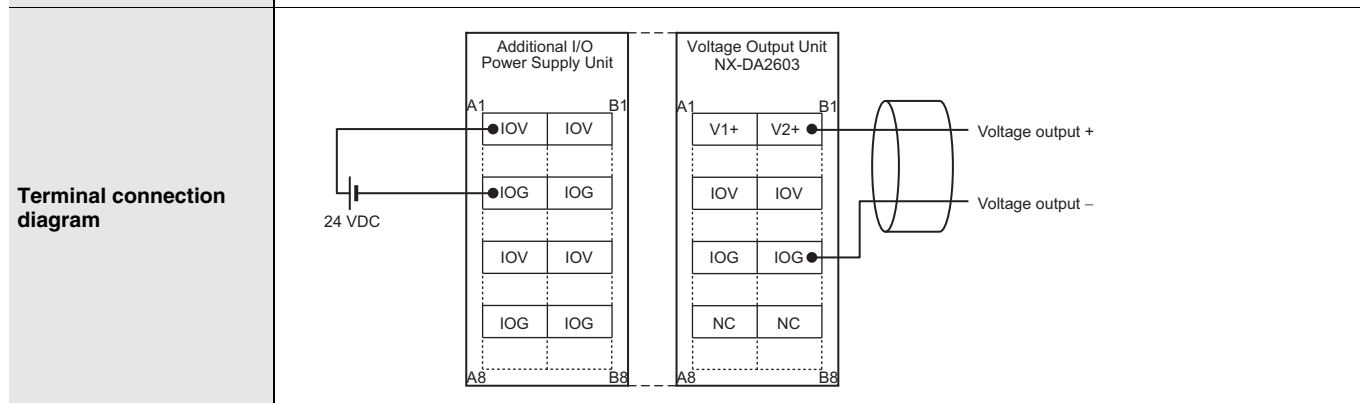 Terminal connection
diagram
Additional I/O
Power Supply Unit
A1 B1
IOV IOV
IOG IOG
IOV IOV
IOG IOG
A8 B8
24 VDC
Voltage Output Unit
NX-DA2603
A1 B1
V1+ V2+
IOV IOV
IOG IOG
NC NC
A8 B8
Voltage output +
Voltage output −